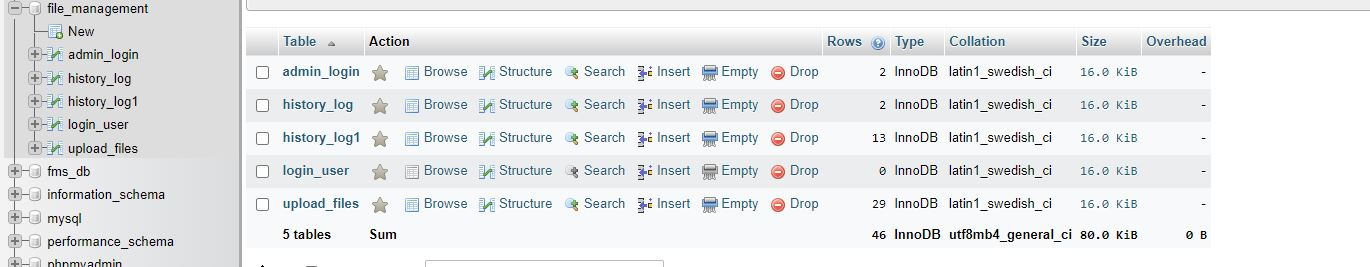 file_management
New
admin_login
history_log
history_log1
login_user
upload_files
fms_db
information_schema
mysql
performance_schema
phpmyadmin
Table Action Rows Type Collation Size Overhead
admin_login Browse Structure Search Insert Empty Drop 2 InnoDB latin1_swedish_ci 16.0 KiB -
history_log Browse Structure Search Insert Empty Drop 2 InnoDB latin1_swedish_ci 16.0 KiB -
history_log1 Browse Structure Search Insert Empty Drop 13 InnoDB latin1_swedish_ci 16.0 KiB -
login_user Browse Structure Search Insert Empty Drop 0 InnoDB latin1_swedish_ci 16.0 KiB -
upload_files Browse Structure Search Insert Empty Drop 29 InnoDB latin1_swedish_ci 16.0 KiB -
5 tables Sum 46 InnoDB utf8mb4_general_ci 80.0 KiB 0 B